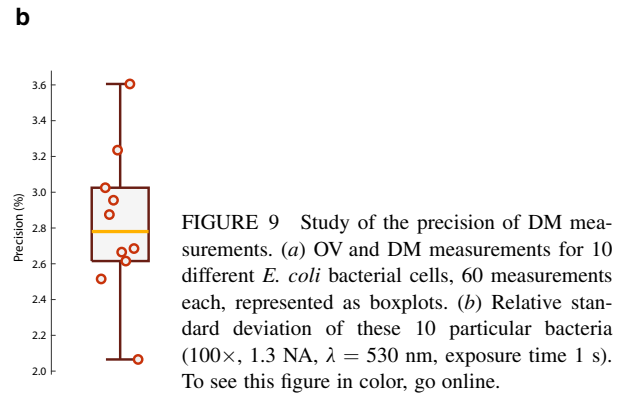 b
3.6
3.4
3.2
3.0
2.8
2.6
2.4
2.2
2.0
Precision (%)
FIGURE 9 Study of the precision of DM mea-
surements. (a) OV and DM measurements for 10
different E. coli bacterial cells, 60 measurements
each, represented as boxplots. (b) Relative stan-
dard deviation of these 10 particular bacteria
(100×, 1.3 NA, λ = 530 nm, exposure time 1 s).
To see this figure in color, go online.